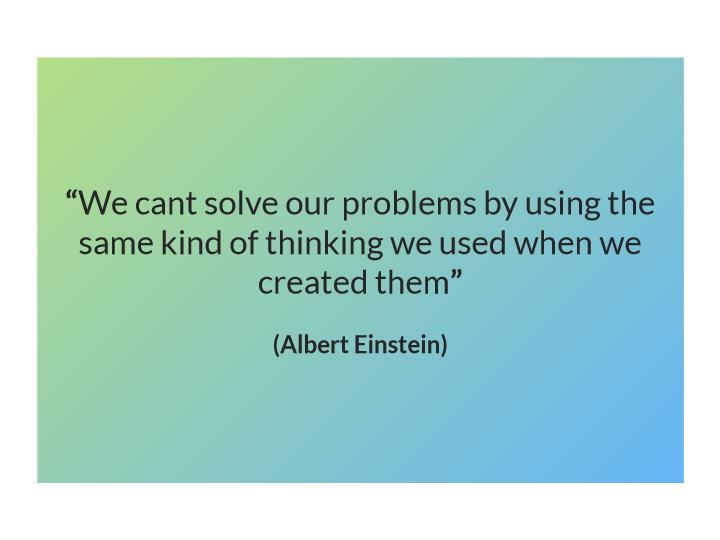 “We cant solve our problems by using the
same kind of thinking we used when we
created them”
(Albert Einstein)